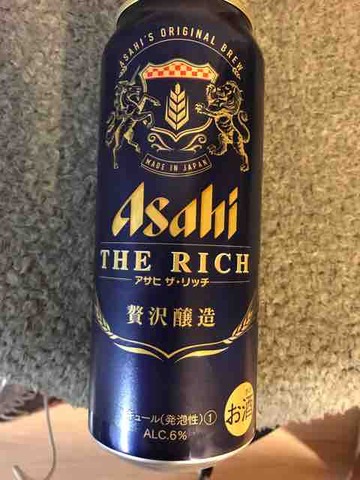 ASAHI'S ORIGINAL BREW
MADE IN JAPAN
Asahi
THE RICH
アサヒ ザ・リッチ
贅沢醸造
キュール(発泡性)①
ALC.6%
お酒